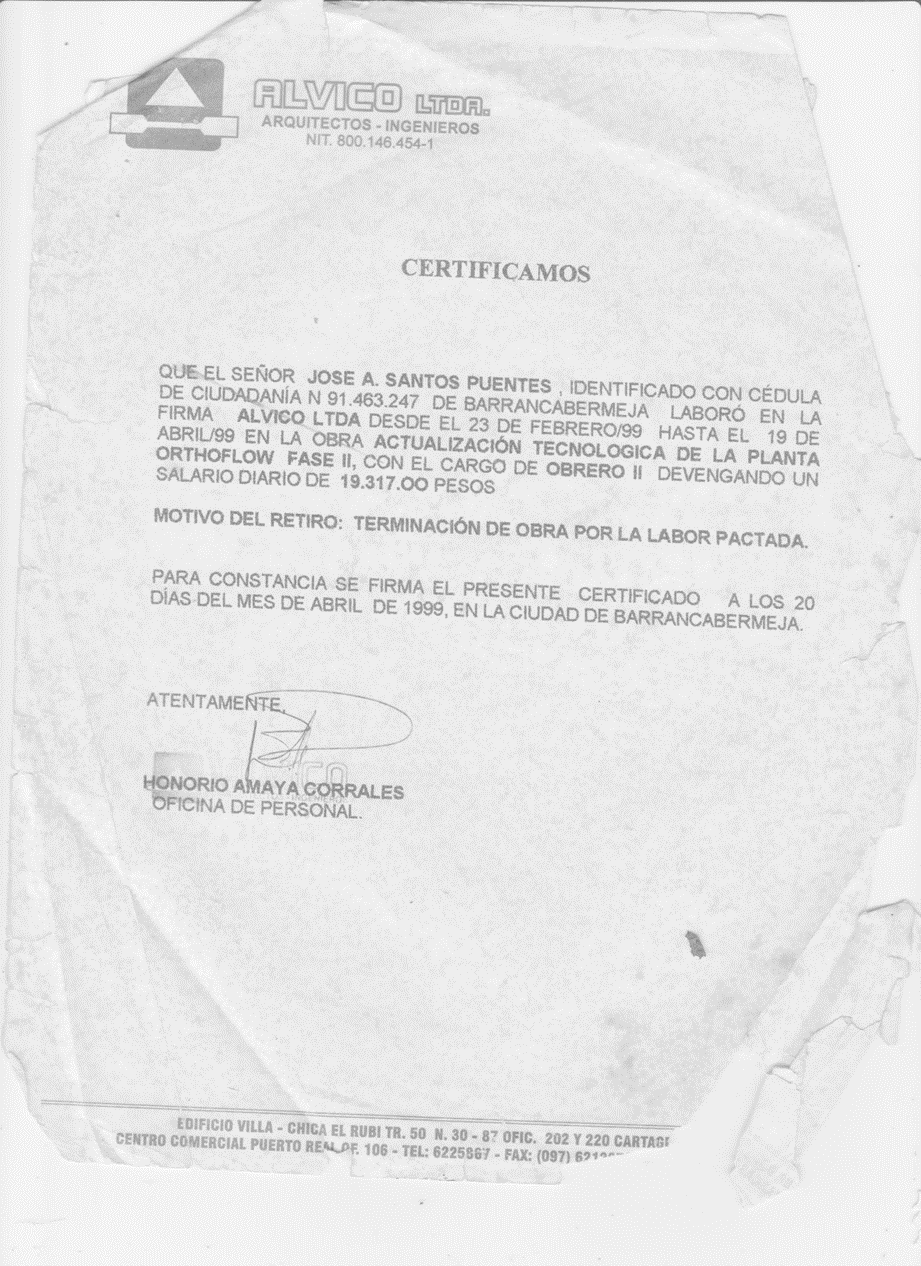 ALVICO LTDA.
ARQUITECTOS - INGENIEROS
NIT. 800.146.454-1
CERTIFICAMOS
QUE EL SEÑOR JOSE A. SANTOS PUENTES , IDENTIFICADO CON CÉDULA
DE CIUDADANÍA N 91.463.247 DE BARRANCABERMEJA LABORÓ EN LA
FIRMA ALVICO LTDA DESDE EL 23 DE FEBRERO/99 HASTA EL 19 DE
ABRIL/99 EN LA OBRA ACTUALIZACIÓN TECNOLOGICA DE LA PLANTA
ORTHOFLOW FASE II, CON EL CARGO DE OBRERO II DEVENGANDO UN
SALARIO DIARIO DE 19.317.OO PESOS
MOTIVO DEL RETIRO: TERMINACIÓN DE OBRA POR LA LABOR PACTADA.
PARA CONSTANCIA SE FIRMA EL PRESENTE CERTIFICADO A LOS 20
DÍAS DEL MES DE ABRIL DE 1999, EN LA CIUDAD DE BARRANCABERMEJA.
ATENTAMENTE,
HONORIO AMAYA CORRALES
OFICINA DE PERSONAL.
EDIFICIO VILLA - CHICA EL RUBI TR. 50 N. 30 - 87 OFIC. 202 Y 220 CARTAG
CENTRO COMERCIAL PUERTO REAL OF. 106 - TEL: 6225867 - FAX: (097)